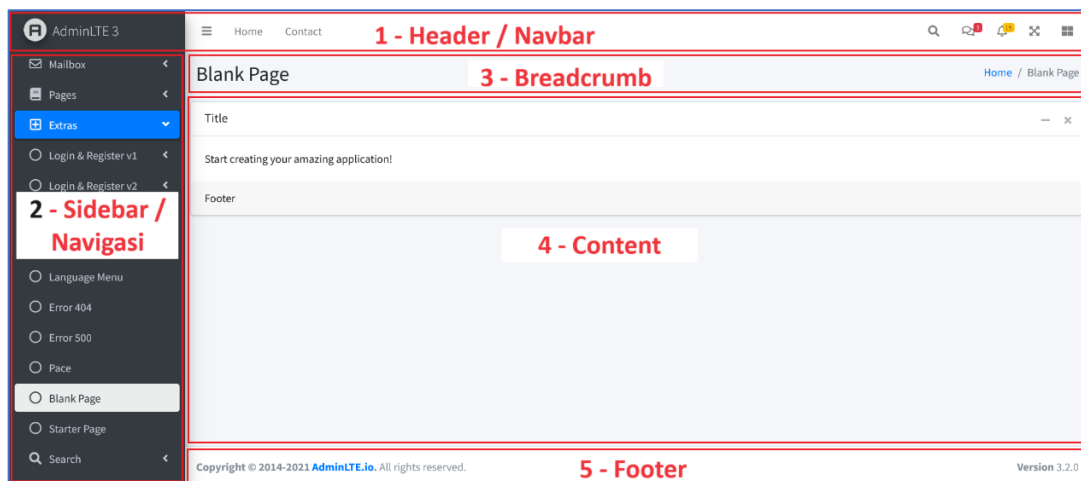 AdminLTE 3
Home Contact
1 - Header / Navbar
3
15
Mailbox
Pages
Extras
Login & Register v1
Login & Register v2
2 - Sidebar /
Navigasi
Language Menu
Error 404
Error 500
Pace
Blank Page
Starter Page
Search
Blank Page
3 - Breadcrumb
Home / Blank Page
Title
Start creating your amazing application!
Footer
4 - Content
Copyright © 2014-2021 AdminLTE.io. All rights reserved.
5 - Footer
Version 3.2.0